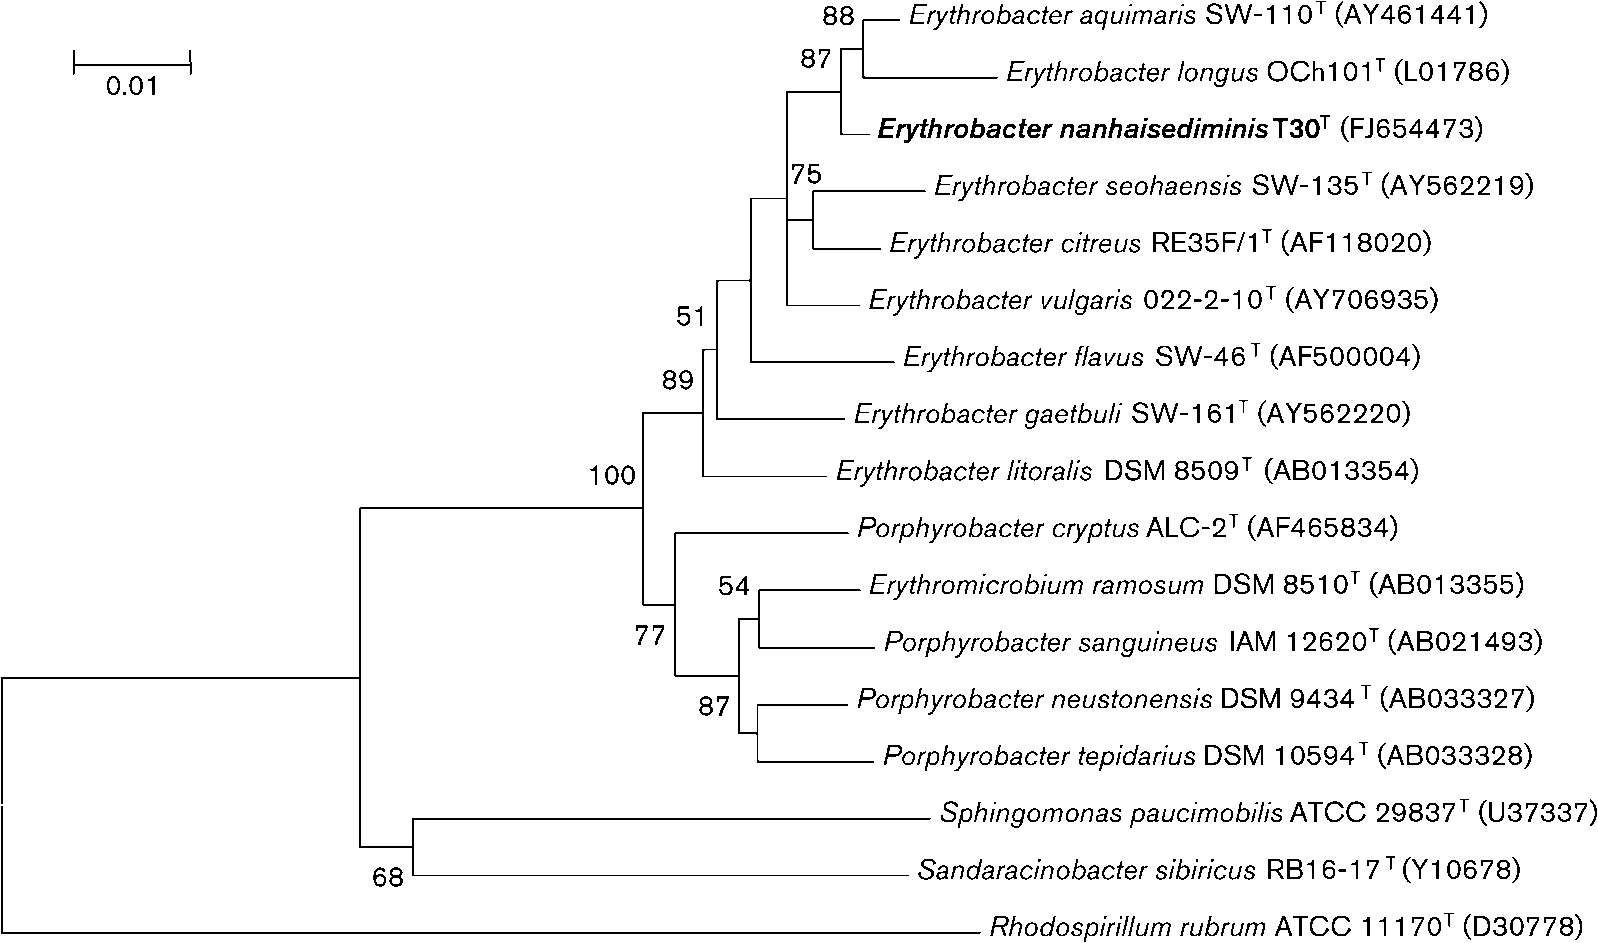 88
Erythrobacter aquimaris SW-110ᵀ (AY461441)
87
Erythrobacter longus OCh101ᵀ (L01786)
0.01
Erythrobacter nanhaisediminis T30ᵀ (FJ654473)
75
Erythrobacter seohaensis SW-135ᵀ (AY562219)
Erythrobacter citreus RE35F/1ᵀ (AF118020)
Erythrobacter vulgaris 022-2-10ᵀ (AY706935)
51
Erythrobacter flavus SW-46ᵀ (AF500004)
89
Erythrobacter gaetbuli SW-161ᵀ (AY562220)
Erythrobacter litoralis DSM 8509ᵀ (AB013354)
100
Porphyrobacter cryptus ALC-2ᵀ (AF465834)
54
Erythromicrobium ramosum DSM 8510ᵀ (AB013355)
77
Porphyrobacter sanguineus IAM 12620ᵀ (AB021493)
87
Porphyrobacter neustonensis DSM 9434ᵀ (AB033327)
Porphyrobacter tepidarius DSM 10594ᵀ (AB033328)
Sphingomonas paucimobilis ATCC 29837ᵀ (U37337)
68
Sandaracinobacter sibiricus RB16-17ᵀ (Y10678)
Rhodospirillum rubrum ATCC 11170ᵀ (D30778)